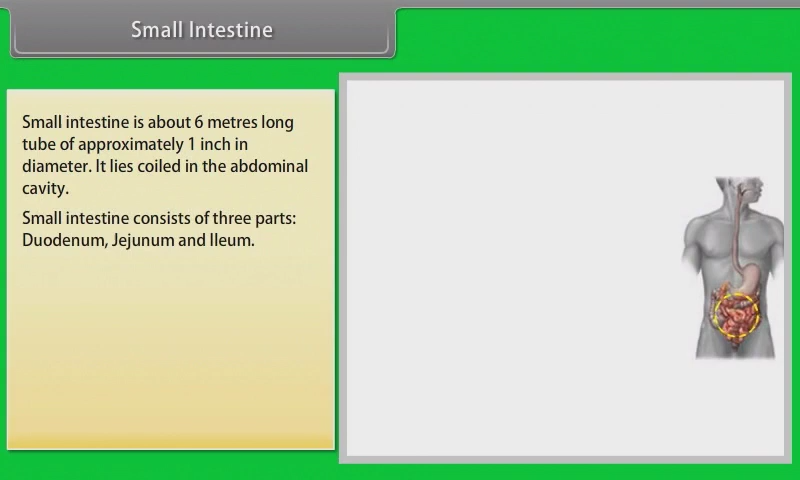 Small Intestine
Small intestine is about 6 metres long
tube of approximately 1 inch in
diameter. It lies coiled in the abdominal
cavity.
Small intestine consists of three parts:
Duodenum, Jejunum and Ileum.